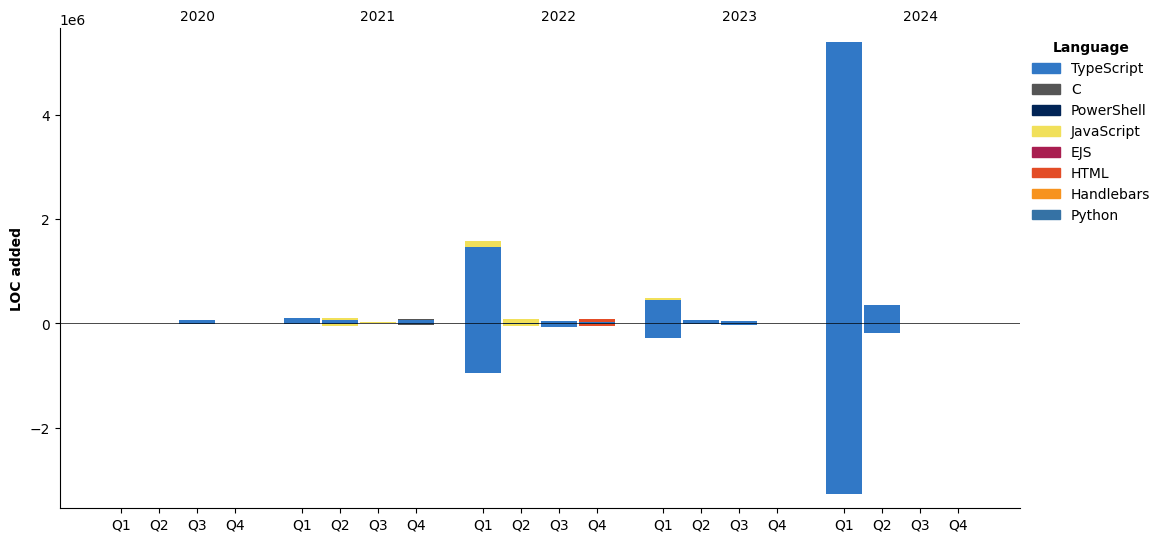 1e6
2020 2021 2022 2023 2024
Language
TypeScript
C
PowerShell
JavaScript
EJS
HTML
Handlebars
Python
LOC added
4
2
0
−2
Q1 Q2 Q3 Q4 Q1 Q2 Q3 Q4 Q1 Q2 Q3 Q4 Q1 Q2 Q3 Q4 Q1 Q2 Q3 Q4